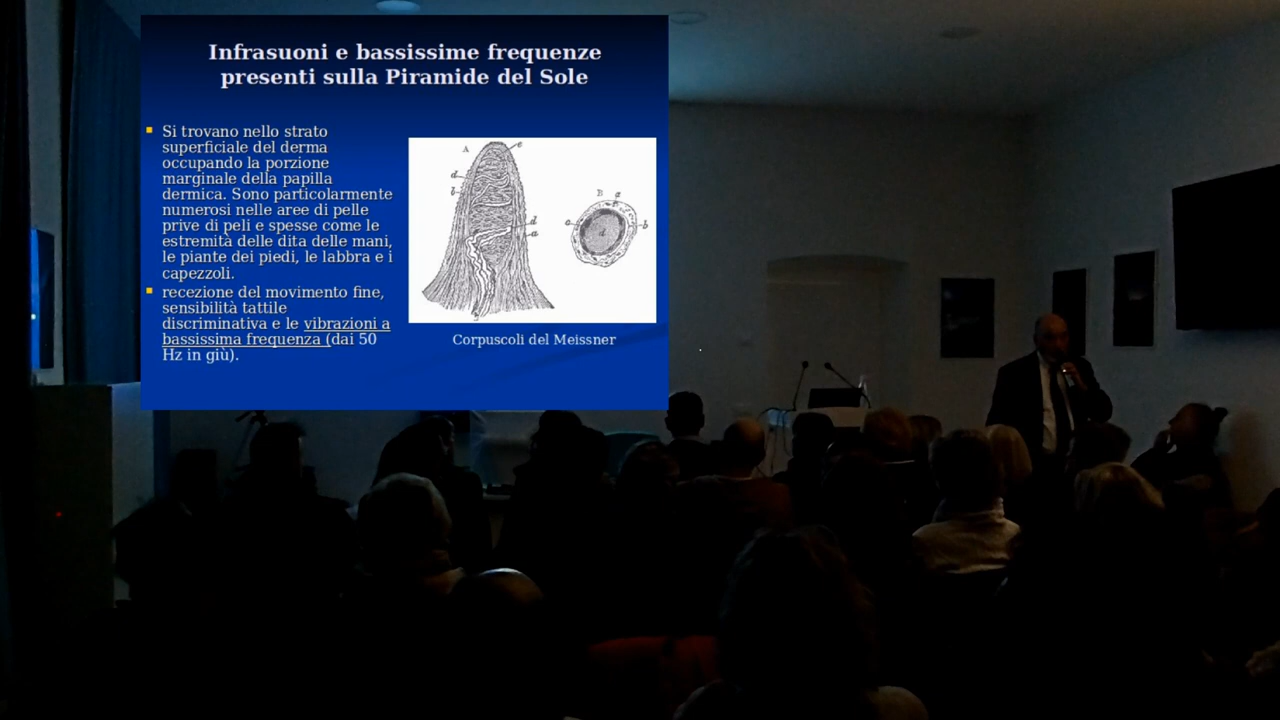 Infrasuoni e bassissime frequenze
presenti sulla Piramide del Sole
Si trovano nello strato
superficiale del derma
occupando la porzione
marginale della papilla
dermica. Sono particolarmente
numerosi nelle aree di pelle
prive di peli e spesse come le
estremità delle dita delle mani,
le piante dei piedi, le labbra e i
capezzoli.
recezione del movimento fine,
sensibilità tattile
discriminativa e le vibrazioni a
bassissima frequenza (dai 50
Hz in giù).
A
e
d
b
d
a
B
a
c
b
d
Corpuscoli del Meissner